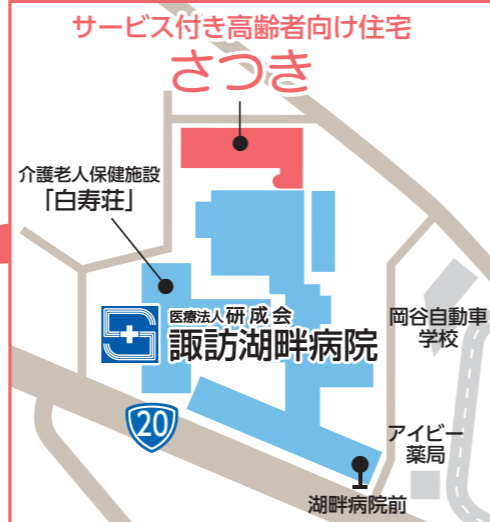 サービス付き高齢者向け住宅
さつき
介護老人保健施設
「白寿荘」
医療法人研成会
諏訪湖畔病院
岡谷自動車
学校
20
アイビー
薬局
湖畔病院前